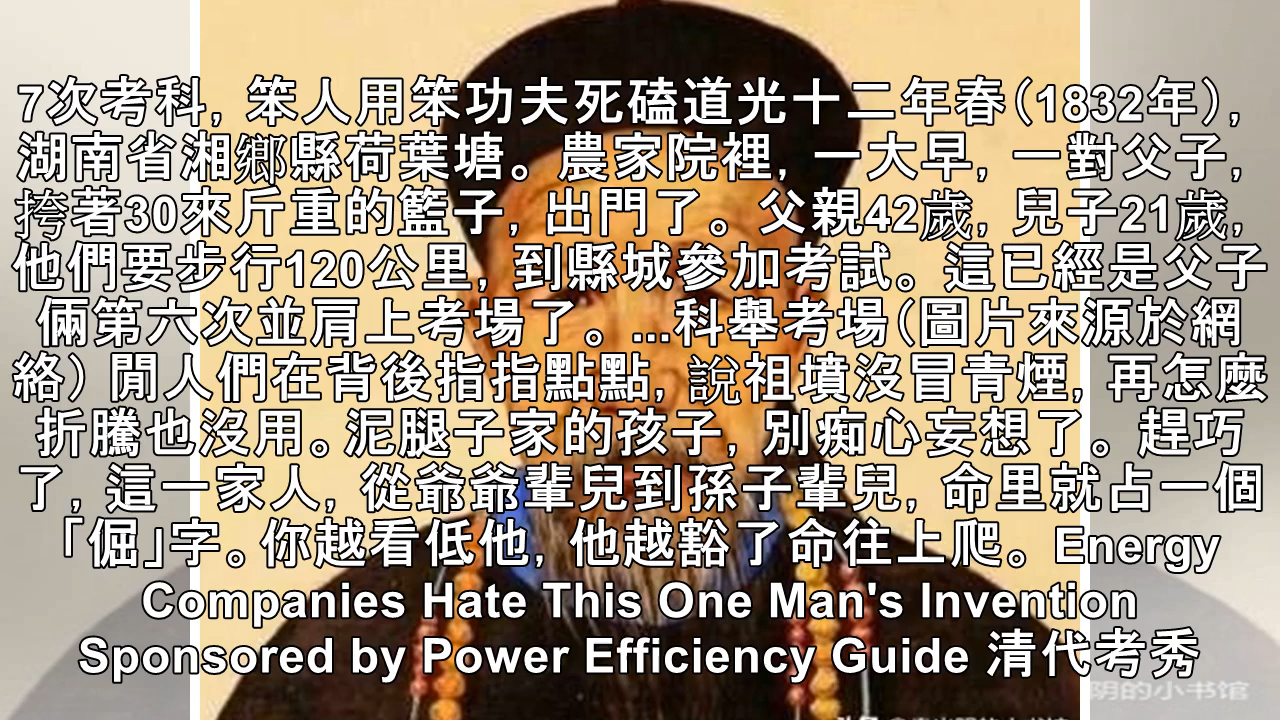 7次考科，笨人用笨功夫死磕道光十二年春（1832年），
湖南省湘鄉縣荷葉塘。農家院裡，一大早，一對父子，
挎著30來斤重的籃子，出門了。父親42歲，兒子21歲，
他們要步行120公里，到縣城參加考試。這已經是父子
倆第六次並肩上考場了。...科舉考場（圖片來源於網
絡）閒人們在背後指指點點，說祖墳沒冒青煙，再怎麼
折騰也沒用。泥腿子家的孩子，別痴心妄想了。趕巧
了，這一家人，從爺爺輩兒到孫子輩兒，命里就占一個
「倔」字。你越看低他，他越豁了命往上爬。Energy
Companies Hate This One Man's Invention
Sponsored by Power Efficiency Guide 清代考秀
阴的小书馆